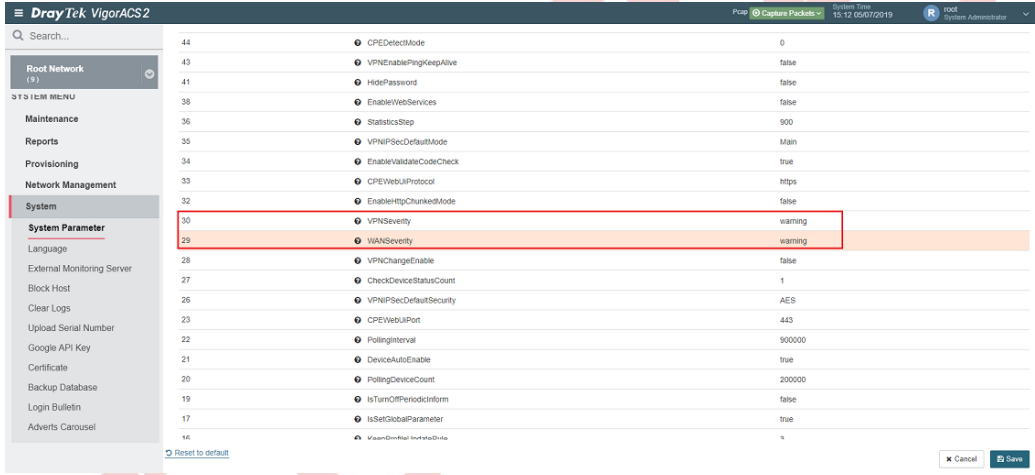 DrayTek VigorACS2
Pcap Capture Packets
System Time
15:12 05/07/2019
R
root
System Administrator
Search...
Root Network
(9)
SYSTEM MENU
Maintenance
Reports
Provisioning
Network Management
System
System Parameter
Language
External Monitoring Server
Block Host
Clear Logs
Upload Serial Number
Google API Key
Certificate
Backup Database
Login Bulletin
Adverts Carousel
44 CPEDetectMode 0
43 VPNEnablePingKeepAlive false
41 HidePassword false
38 EnableWebServices false
36 StatisticsStep 900
35 VPNIPSecDefaultMode Main
34 EnableValidateCodeCheck true
33 CPEWebUiProtocol https
32 EnableHttpChunkedMode false
30 VPNSeverity warning
29 WANSeverity warning
28 VPNChangeEnable false
27 CheckDeviceStatusCount 1
26 VPNIPSecDefaultSecurity AES
23 CPEWebUiPort 443
22 PollingInterval 900000
21 DeviceAutoEnable true
20 PollingDeviceCount 200000
19 IsTurnOffPeriodicInform false
17 IsSetGlobalParameter true
16 KeepProfileUpdateRule 3
Reset to default
Cancel
Save